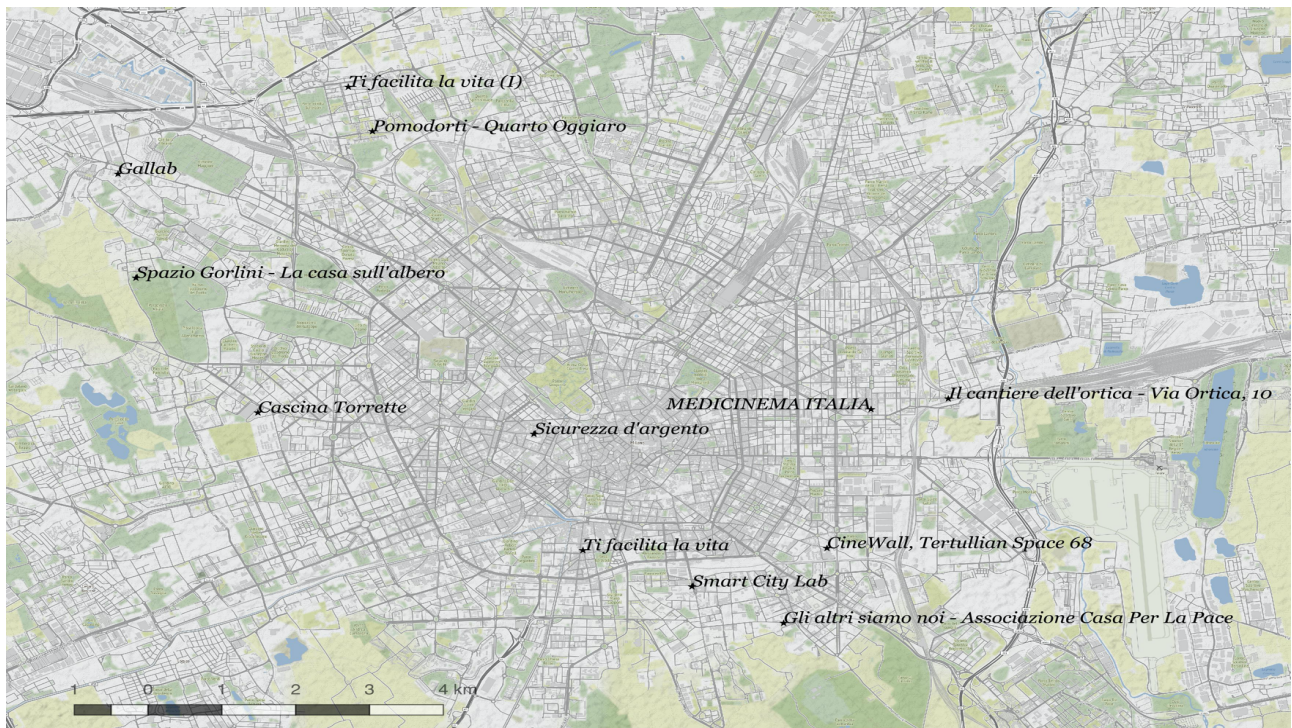 Ti facilita la vita (I)
Pomodorti - Quarto Oggiaro
Gallab
Spazio Gorlini - La casa sull'albero
Il cantiere dell'ortica - Via Ortica, 10
MEDICINEMA ITALIA
Cascina Torrette
Sicurezza d'argento
CineWall, Tertullian Space 68
Ti facilita la vita
Smart City Lab
Gli altri siamo noi - Associazione Casa Per La Pace
1 0 1 2 3 4 km